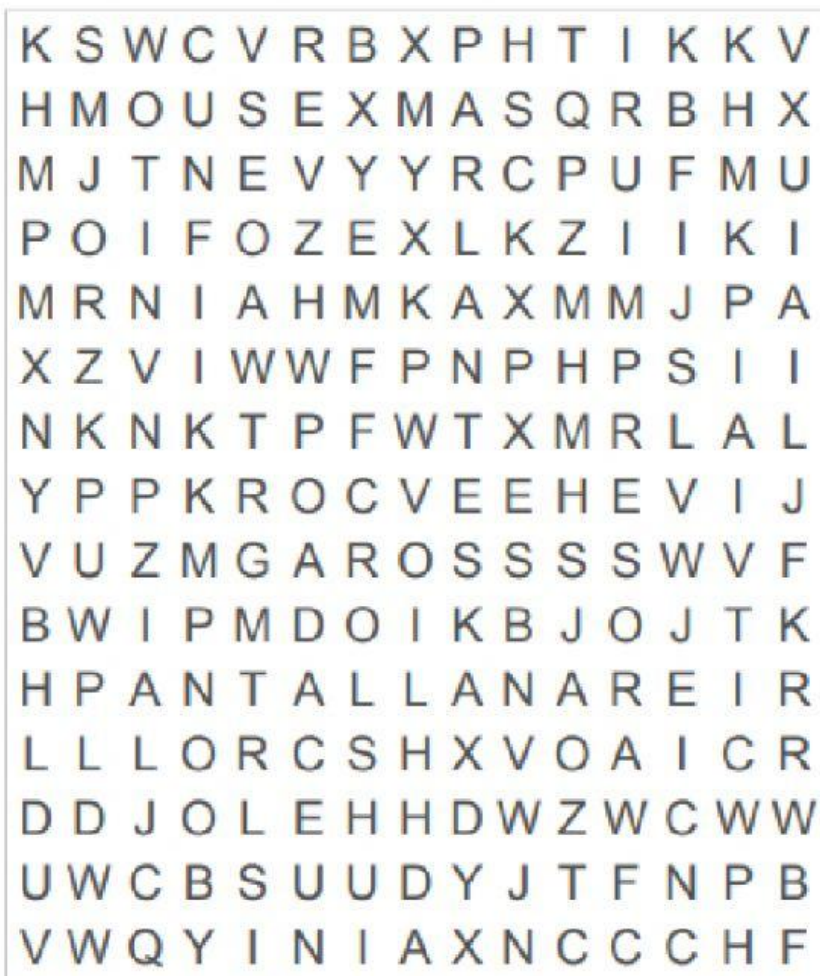 K S W C V R B X P H T I K K V
H M O U S E X M A S Q R B H X
M J T N E V Y Y R C P U F M U
P O I F O Z E X L K Z I I K I
M R N I A H M K A X M M J P A
X Z V I W W F P N P H P S I I
N K N K T P F W T X M R L A L
Y P P K R O C V E E H E V I J
V U Z M G A R O S S S S W V F
B W I P M D O I K B J O J T K
H P A N T A L L A N A R E I R
L L L O R C S H X V O A I C R
D D J O L E H H D W Z W C W W
U W C B S U U D Y J T F N P B
V W Q Y I N I A X N C C C H F